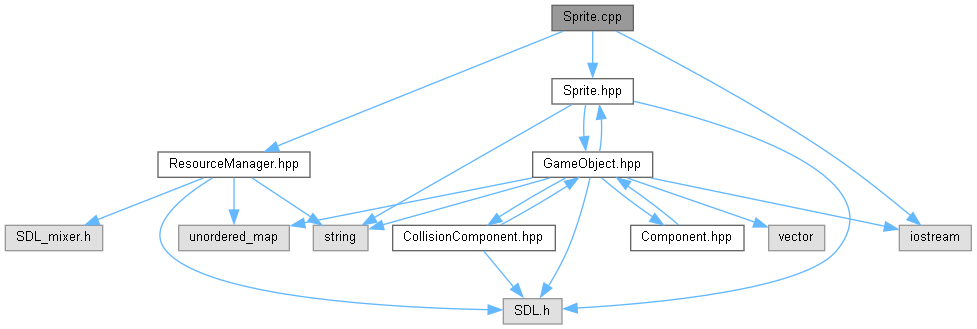 Sprite.cpp
Sprite.hpp
ResourceManager.hpp
GameObject.hpp
SDL_mixer.h
unordered_map
string
CollisionComponent.hpp
Component.hpp
vector
iostream
SDL.h